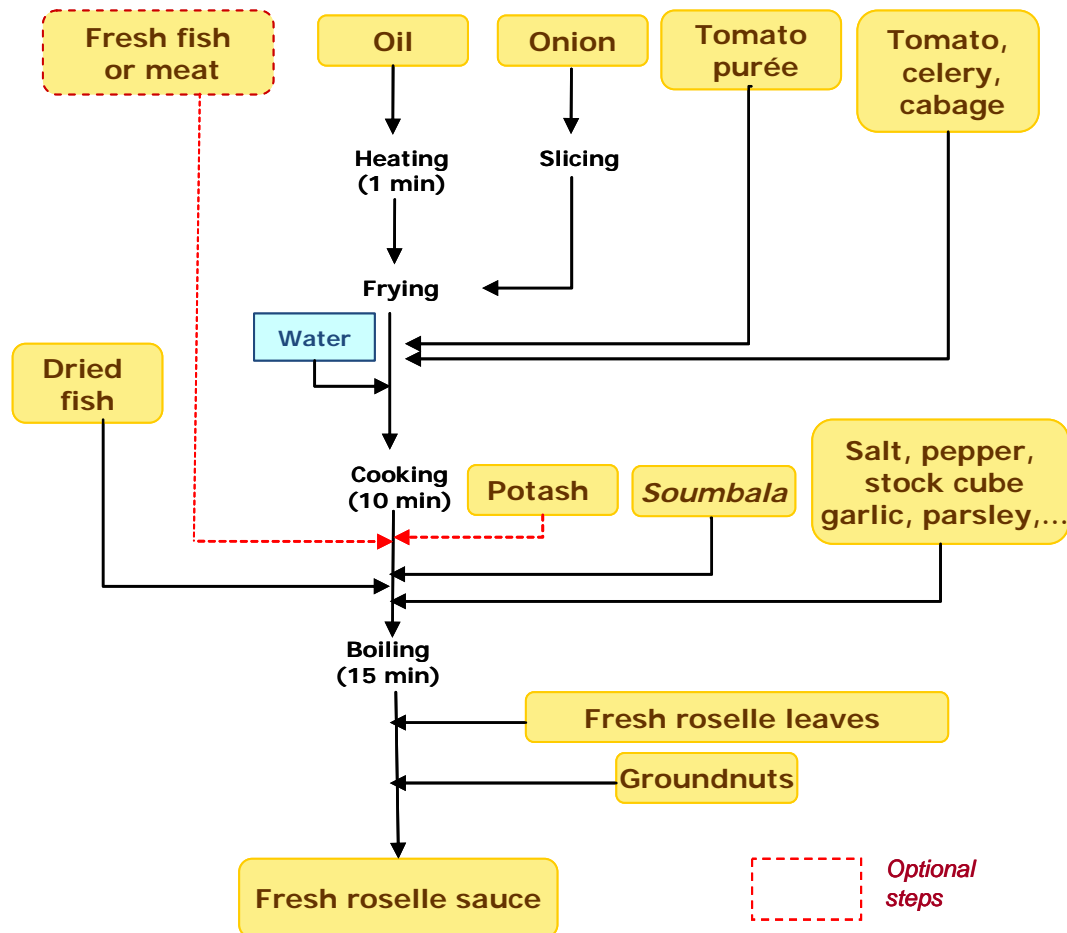 Fresh fish
or meat
Oil
Onion
Tomato
purée
Tomato,
celery,
cabage
Heating
(1 min)
Slicing
Frying
Water
Dried
fish
Cooking
(10 min)
Potash
Soumbala
Salt, pepper,
stock cube
garlic, parsley,...
Boiling
(15 min)
Fresh roselle leaves
Groundnuts
Fresh roselle sauce
Optional
steps